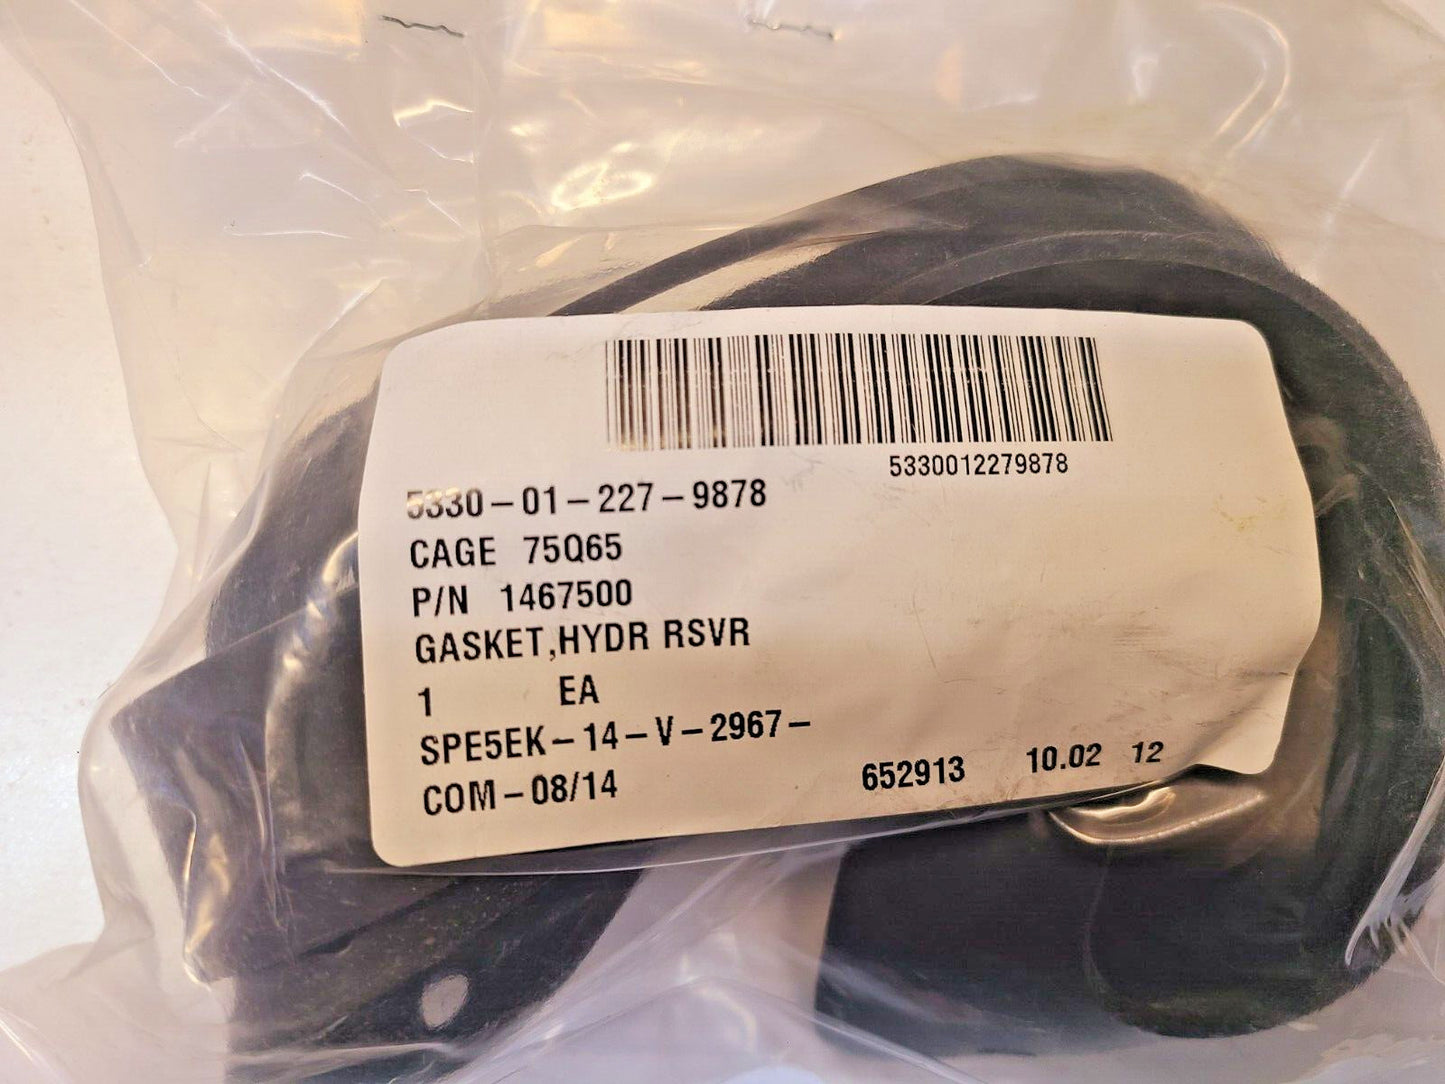 5330012279878
5330-01-227-9878
CAGE 75Q65
P/N 1467500
GASKET,HYDR RSVR
1 EA
SPE5EK-14-V-2967-
COM-08/14 652913 10.02 12